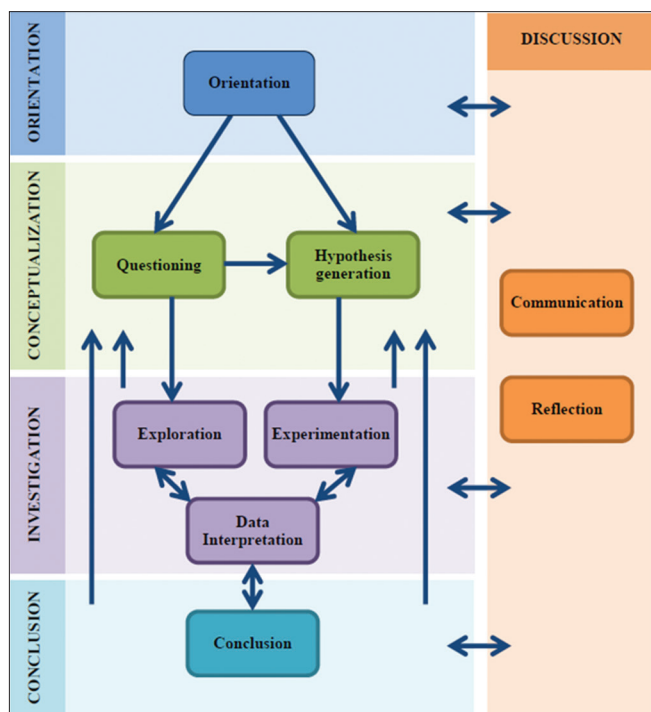 ORIENTATION
Orientation
DISCUSSION
CONCEPTUALIZATION
Questioning
Hypothesis
generation
Communication
Reflection
INVESTIGATION
Exploration
Experimentation
Data
Interpretation
CONCLUSION
Conclusion